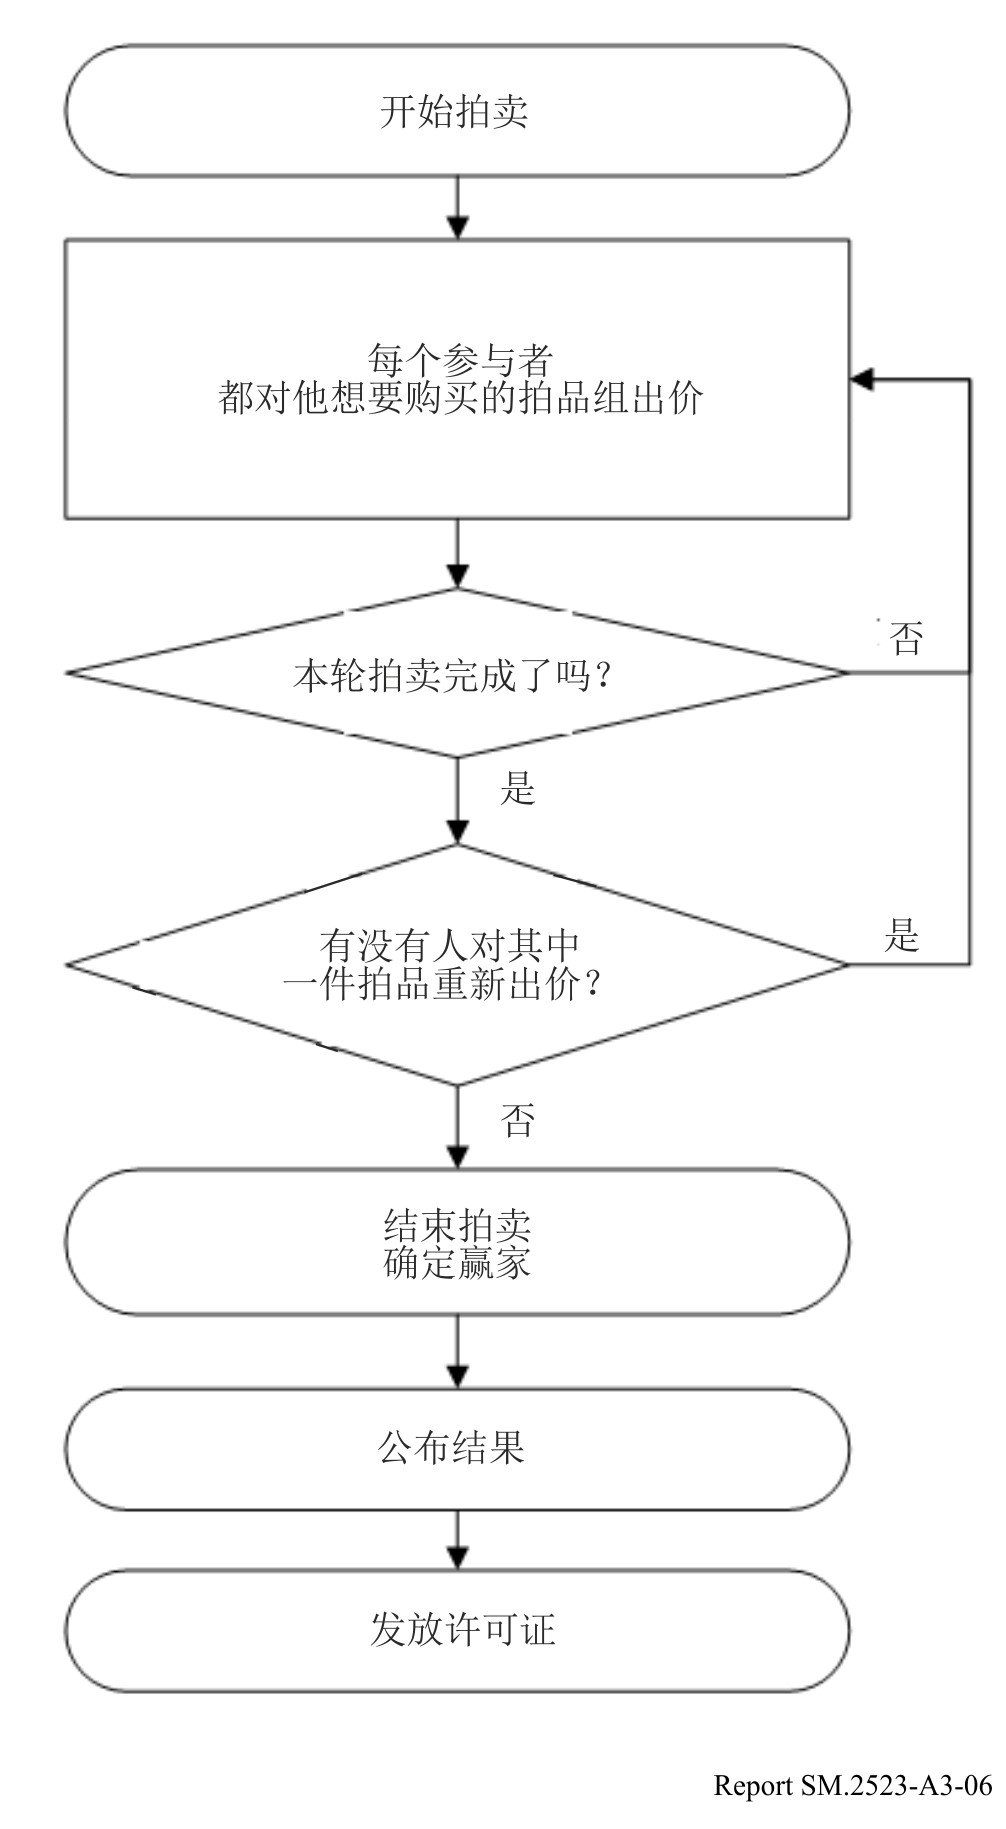 开始拍卖
每个参与者
都对他想要购买的拍品组出价
否
本轮拍卖完成了吗？
是
有没有人对其中
一件拍品重新出价？
是
否
结束拍卖
确定赢家
公布结果
发放许可证
Report SM.2523-A3-06